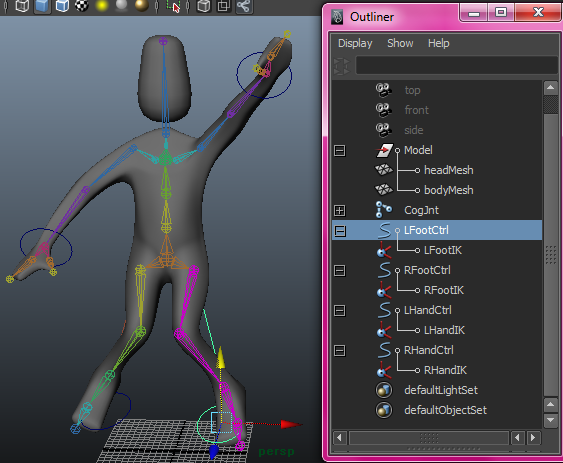 Outliner
Display Show Help
top
front
side
Model
headMesh
bodyMesh
CogJnt
LFootCtrl
LFootIK
RFootCtrl
RFootIK
LHandCtrl
LHandIK
RHandCtrl
RHandIK
defaultLightSet
defaultObjectSet
persp